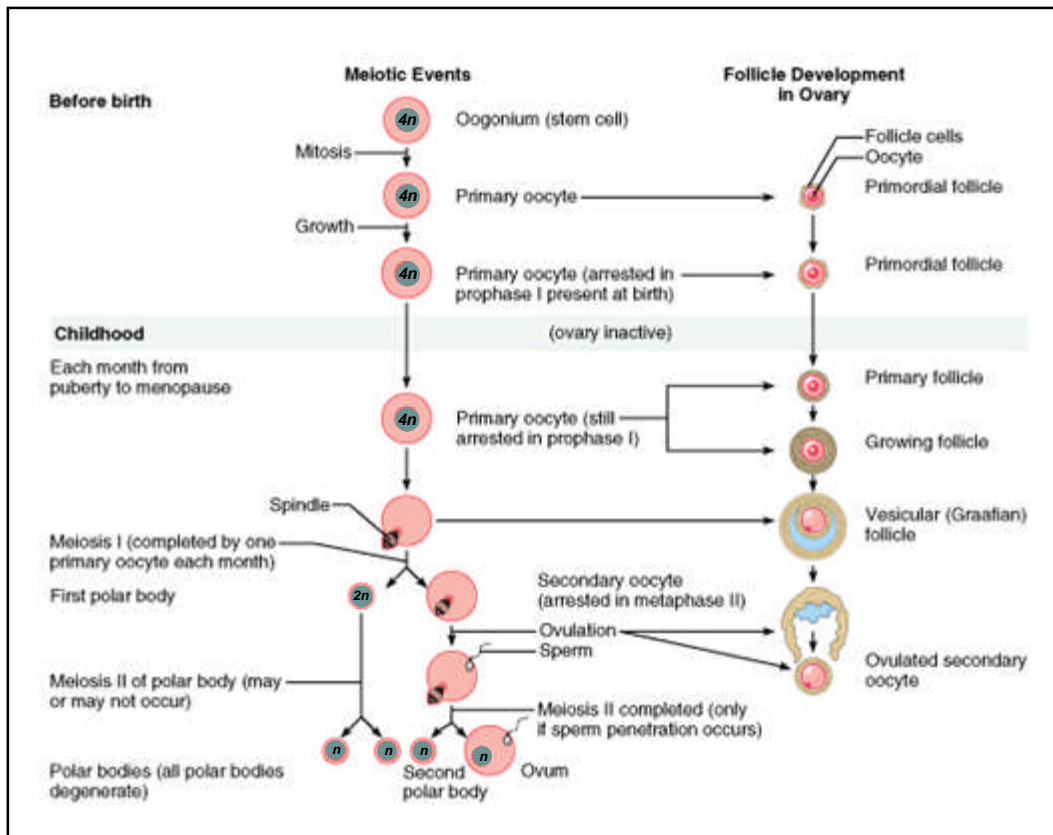 Meiotic Events
Follicle Development
in Ovary
Before birth
4n
Oogonium (stem cell)
Follicle cells
Oocyte
Mitosis
4n
Primary oocyte
Primordial follicle
Growth
4n
Primary oocyte (arrested in
prophase I present at birth)
Primordial follicle
Childhood
(ovary inactive)
Each month from
puberty to menopause
4n
Primary oocyte (still
arrested in prophase I)
Primary follicle
Growing follicle
Spindle
Vesicular (Graafian)
follicle
Meiosis I (completed by one
primary oocyte each month)
First polar body
2n
Secondary oocyte
(arrested in metaphase II)
Ovulation
Sperm
Ovulated secondary
oocyte
Meiosis II of polar body (may
or may not occur)
Meiosis II completed (only
if sperm penetration occurs)
n
n
n
n
Polar bodies (all polar bodies
degenerate)
Second
polar body
Ovum